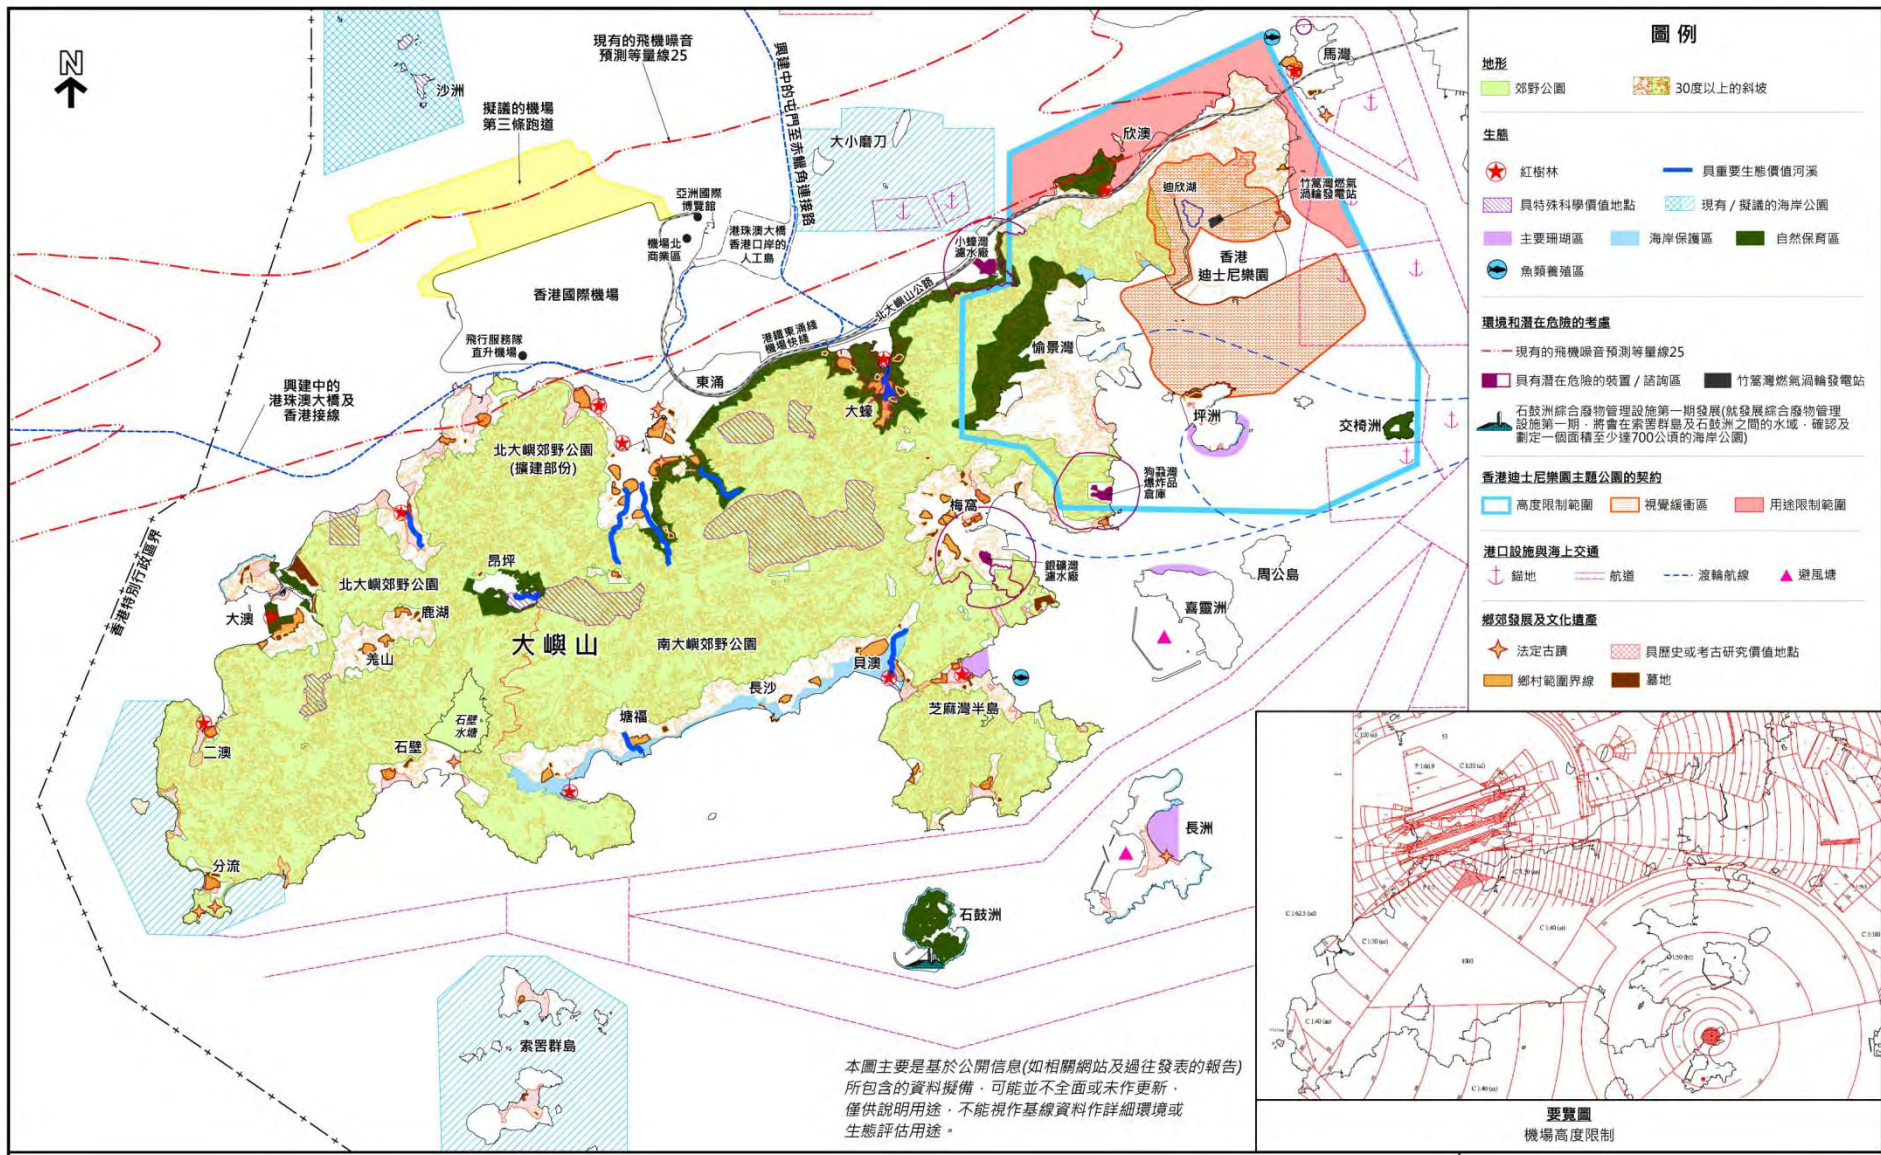 N
沙洲
現有的飛機噪音
預測等量線25
擬議的機場
第三條跑道
興建中的屯門至赤鱲角連接路
大小磨刀
馬灣
欣澳
迪欣湖
竹篙灣燃氣
渦輪發電站
亞洲國際
博覽館
機場北
商業區
港珠澳大橋
香港口岸的
人工島
小蠔灣
濾水廠
香港
迪士尼樂園
香港國際機場
北大嶼山公路
港鐵東涌綫
機場快綫
飛行服務隊
直升機場
東涌
愉景灣
興建中的
港珠澳大橋及
香港接線
大蠔
坪洲
交椅洲
北大嶼郊野公園
(擴建部份)
狗蝨灣
爆炸品
倉庫
梅窩
銀礦灣
濾水廠
周公島
香港特別行政區界
昂坪
北大嶼郊野公園
大澳
鹿湖
羗山
大嶼山
南大嶼郊野公園
喜靈洲
貝澳
長沙
塘福
芝麻灣半島
石壁
水塘
石壁
二澳
分流
長洲
石鼓洲
索罟群島
本圖主要是基於公開信息(如相關網站及過往發表的報告)
所包含的資料擬備，可能並不全面或未作更新，
僅供說明用途，不能視作基線資料作詳細環境或
生態評估用途。
圖例
地形
郊野公園
30度以上的斜坡
生態
紅樹林
具重要生態價值河溪
具特殊科學價值地點
現有 / 擬議的海岸公園
主要珊瑚區
海岸保護區
自然保育區
魚類養殖區
環境和潛在危險的考慮
現有的飛機噪音預測等量線25
具有潛在危險的裝置 / 諮詢區
竹篙灣燃氣渦輪發電站
石鼓洲綜合廢物管理設施第一期發展(就發展綜合廢物管理
設施第一期，將會在索罟群島及石鼓洲之間的水域，確認及
劃定一個面積至少達700公頃的海岸公園)
香港迪士尼樂園主題公園的契約
高度限制範圍
視覺緩衝區
用途限制範圍
港口設施與海上交通
錨地
航道
渡輪航線
避風塘
鄉郊發展及文化遺產
法定古蹟
具歷史或考古研究價值地點
鄉村範圍界線
墓地
要覽圖
機場高度限制